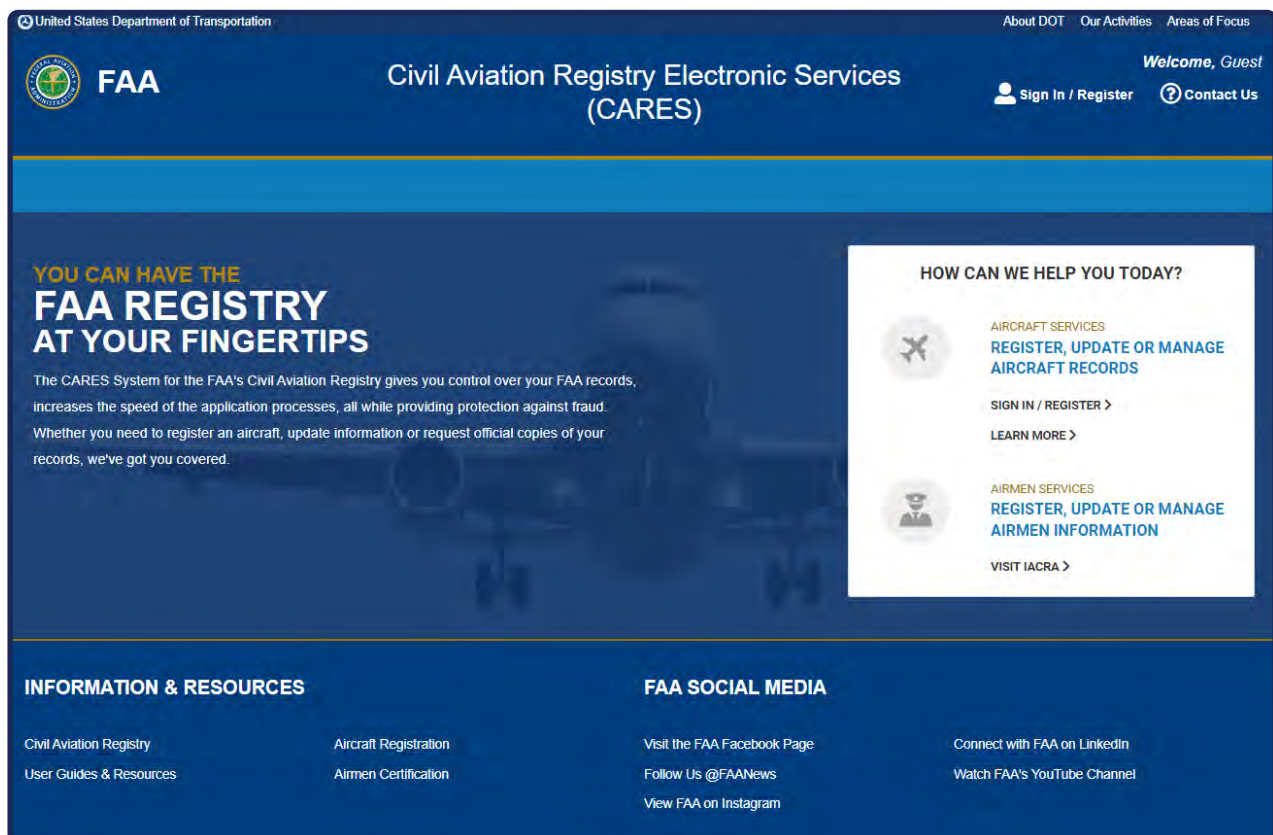 United States Department of Transportation
About DOT Our Activities Areas of Focus
FAA
Civil Aviation Registry Electronic Services
(CARES)
Welcome, Guest
Sign In / Register
Contact Us
YOU CAN HAVE THE
FAA REGISTRY
AT YOUR FINGERTIPS
The CARES System for the FAA's Civil Aviation Registry gives you control over your FAA records,
increases the speed of the application processes, all while providing protection against fraud.
Whether you need to register an aircraft, update information or request official copies of your
records, we've got you covered.
HOW CAN WE HELP YOU TODAY?
AIRCRAFT SERVICES
REGISTER, UPDATE OR MANAGE
AIRCRAFT RECORDS
SIGN IN / REGISTER >
LEARN MORE >
AIRMEN SERVICES
REGISTER, UPDATE OR MANAGE
AIRMEN INFORMATION
VISIT IACRA >
INFORMATION & RESOURCES
Civil Aviation Registry
Aircraft Registration
User Guides & Resources
Airmen Certification
FAA SOCIAL MEDIA
Visit the FAA Facebook Page
Connect with FAA on LinkedIn
Follow Us @FAANews
Watch FAA's YouTube Channel
View FAA on Instagram